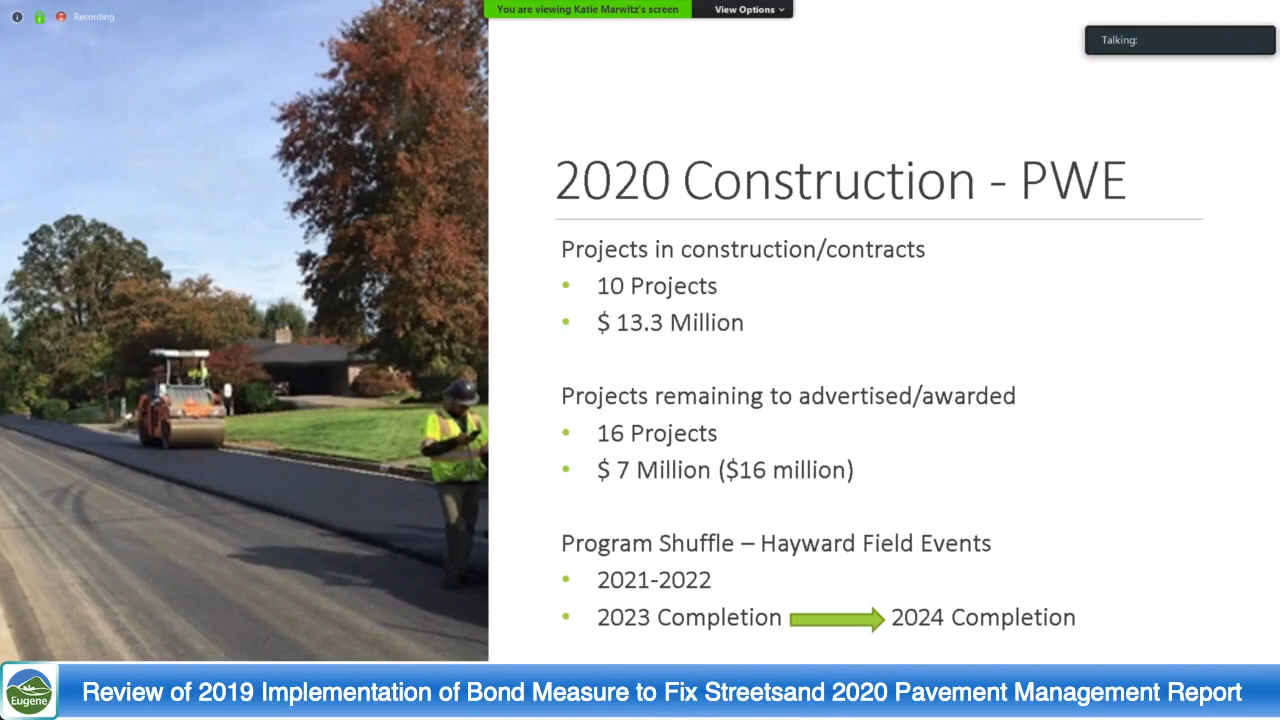 Recording
You are viewing Katie Marwitz's screen
View Options
Talking:
2020 Construction - PWE
Projects in construction/contracts
• 10 Projects
• $ 13.3 Million
Projects remaining to advertised/awarded
• 16 Projects
• $ 7 Million ($16 million)
Program Shuffle – Hayward Field Events
• 2021-2022
• 2023 Completion 2024 Completion
Eugene
Review of 2019 Implementation of Bond Measure to Fix Streetsand 2020 Pavement Management Report